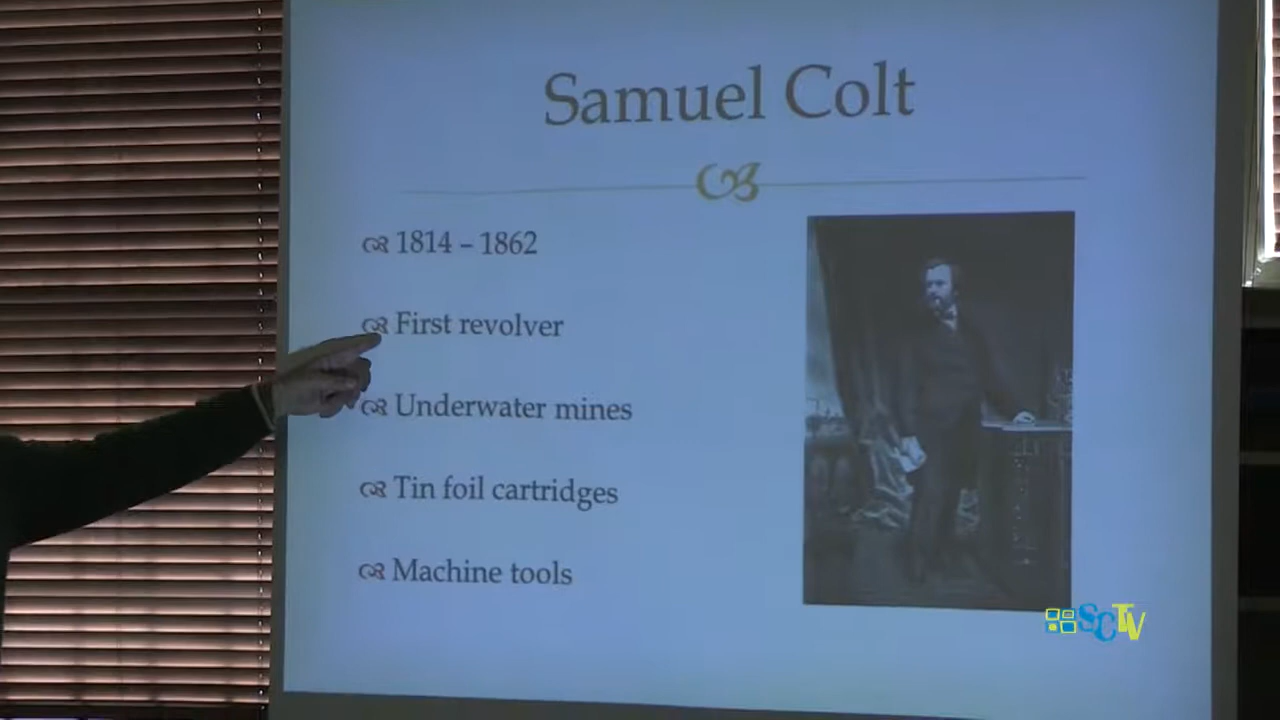 Samuel Colt
1814 – 1862
First revolver
Underwater mines
Tin foil cartridges
Machine tools
SCTV